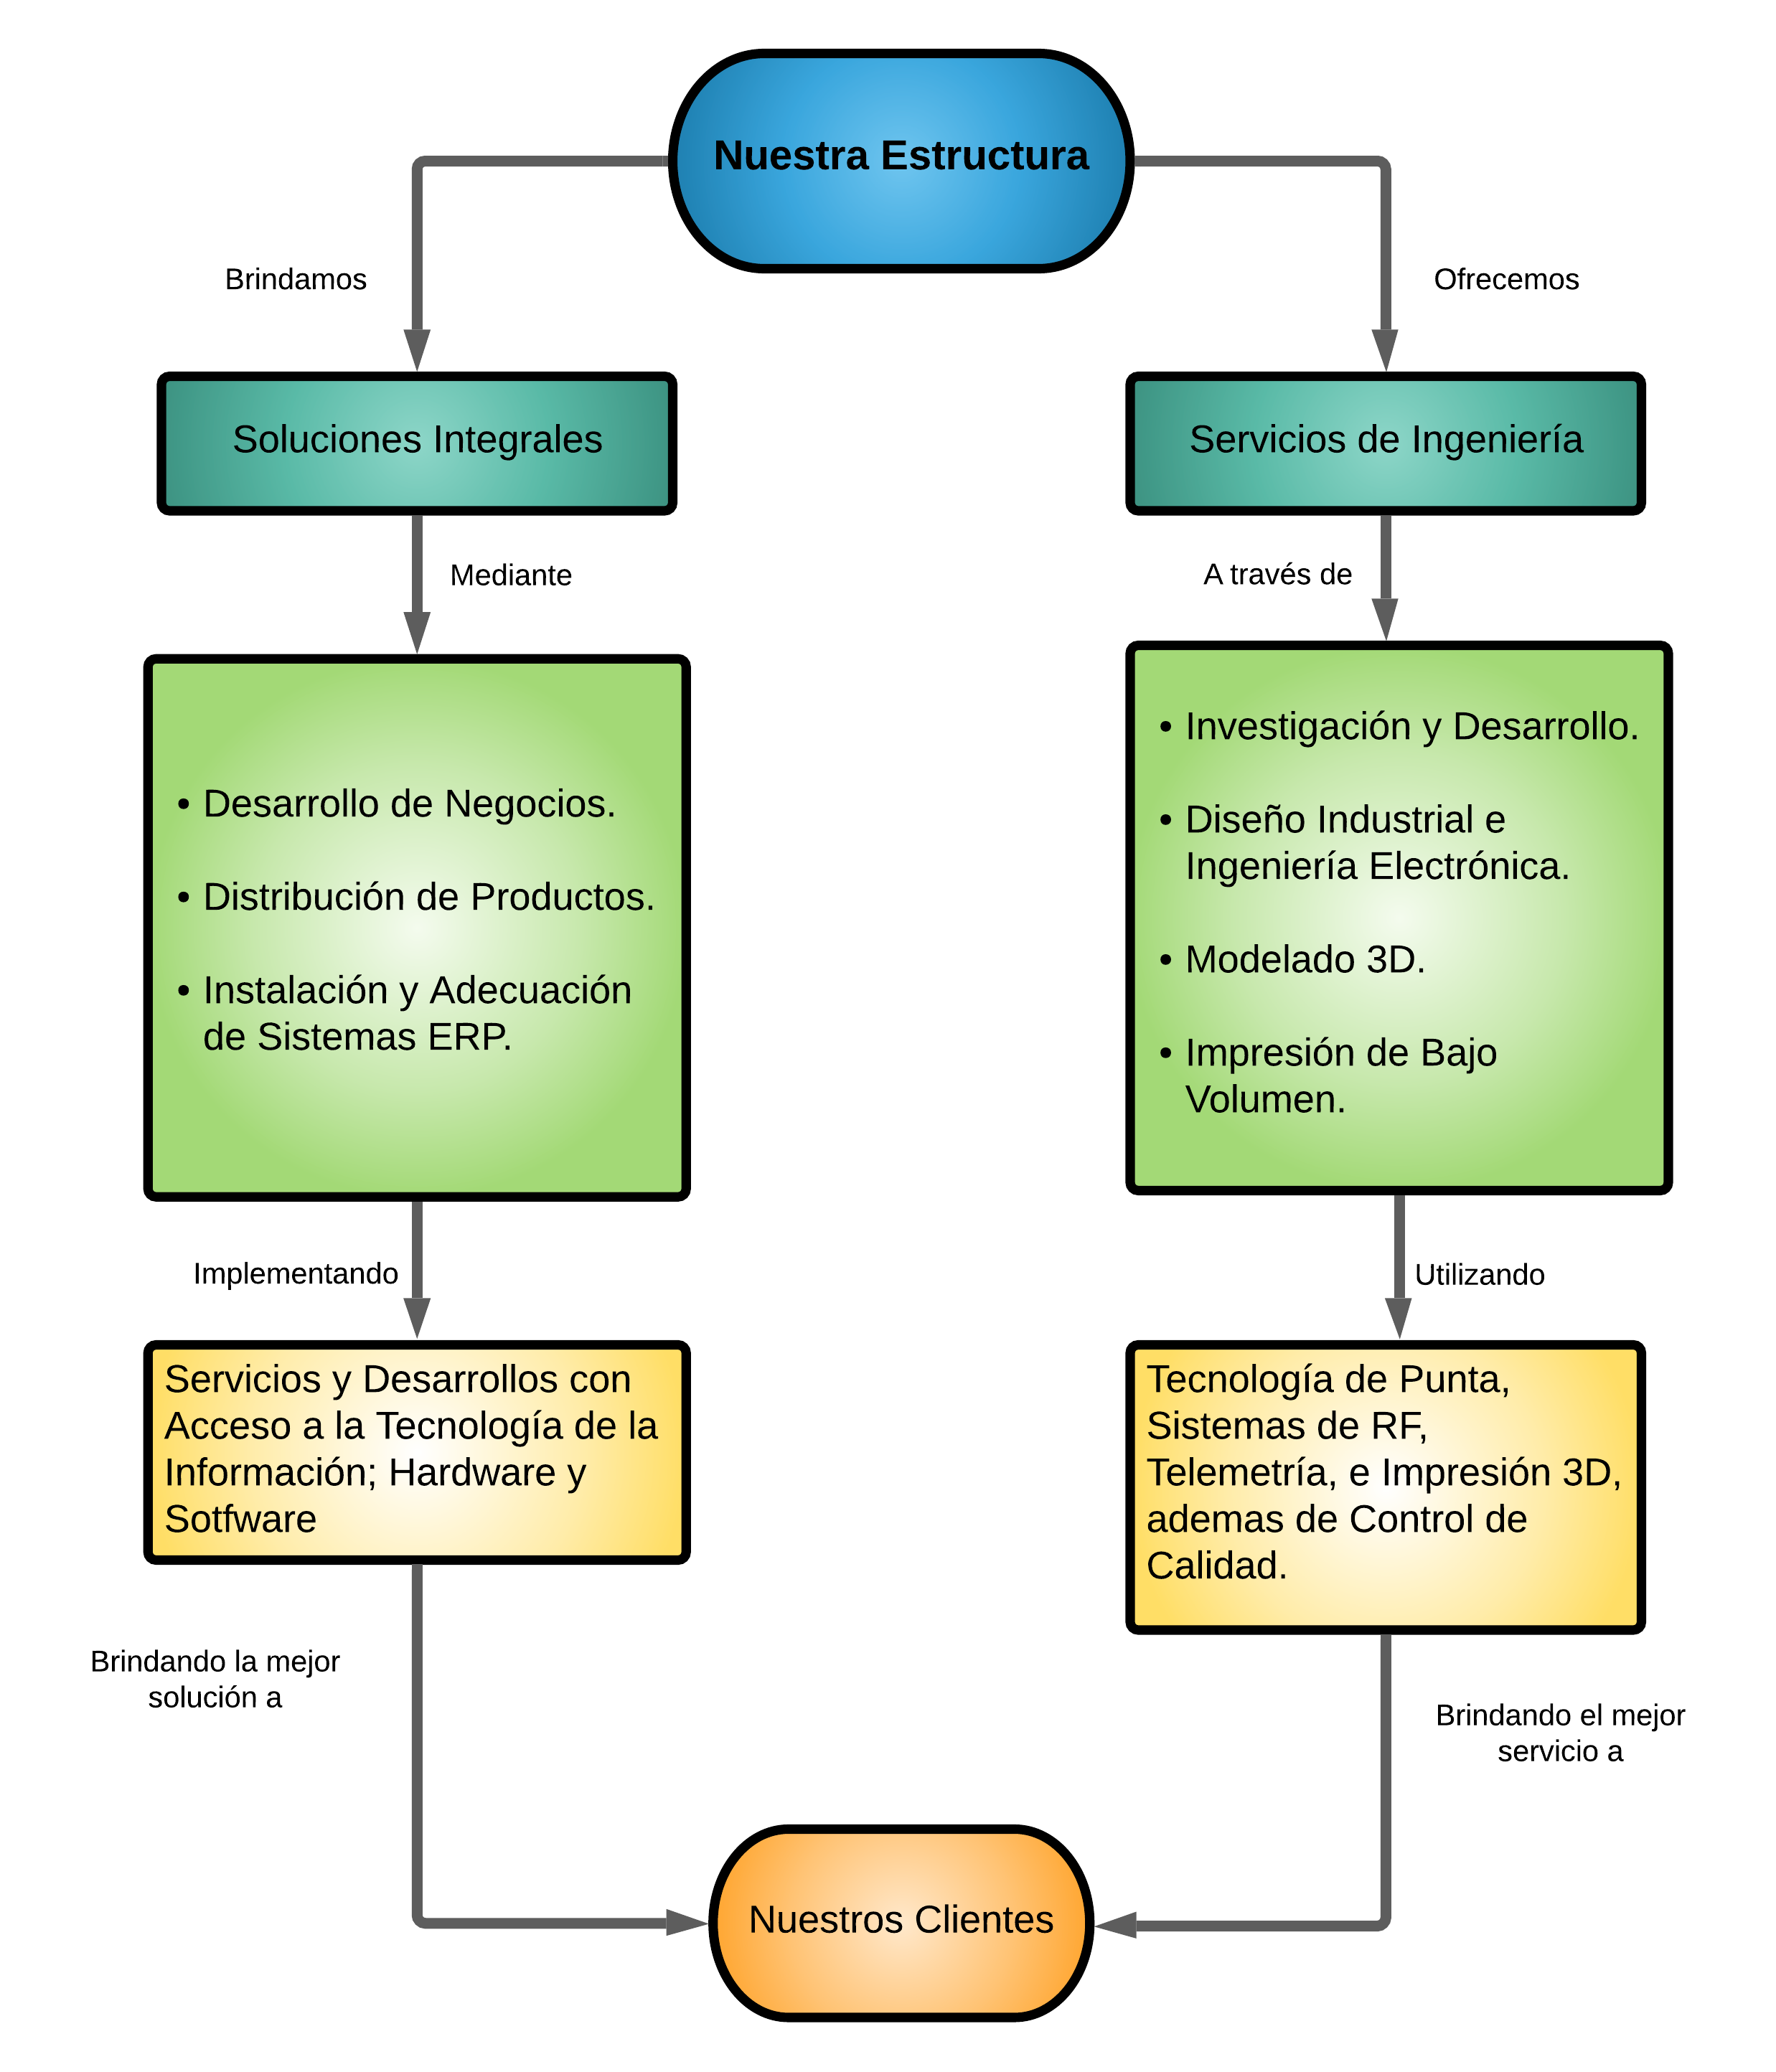 Nuestra Estructura
Brindamos
Ofrecemos
Soluciones Integrales
Servicios de Ingeniería
Mediante
A través de
• Desarrollo de Negocios.
• Distribución de Productos.
• Instalación y Adecuación
de Sistemas ERP.
• Investigación y Desarrollo.
• Diseño Industrial e
Ingeniería Electrónica.
• Modelado 3D.
• Impresión de Bajo
Volumen.
Implementando
Utilizando
Servicios y Desarrollos con
Acceso a la Tecnología de la
Información; Hardware y
Sotfware
Tecnología de Punta,
Sistemas de RF,
Telemetría, e Impresión 3D,
ademas de Control de
Calidad.
Brindando la mejor
solución a
Brindando el mejor
servicio a
Nuestros Clientes